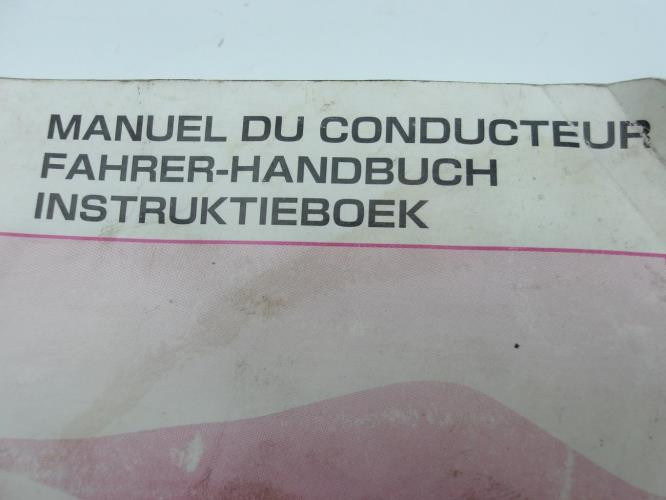 MANUEL DU CONDUCTEUR
FAHRER-HANDBUCH
INSTRUKTIEBOEK